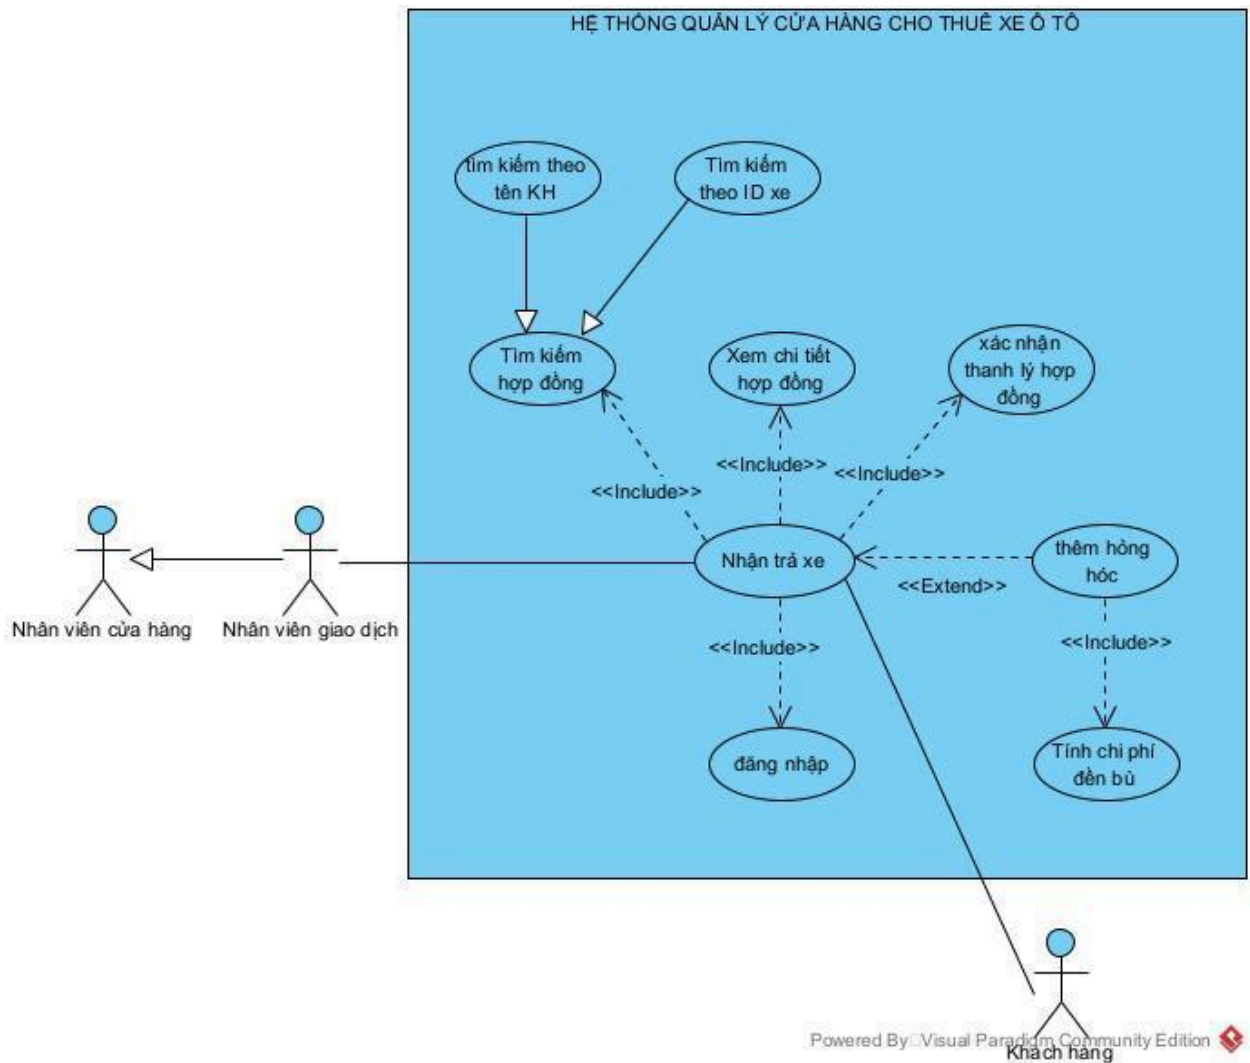 HỆ THỐNG QUẢN LÝ CỬA HÀNG CHO THUÊ XE Ô TÔ
tìm kiếm theo
tên KH
Tìm kiếm
theo ID xe
Tìm kiếm
hợp đồng
Xem chi tiết
hợp đồng
xác nhận
thanh lý hợp
đồng
<<Include>>
<<Include>>
<<Include>>
Nhận trả xe
thêm hỏng
hóc
<<Extend>>
Nhân viên cửa hàng
Nhân viên giao dịch
<<Include>>
<<Include>>
đăng nhập
Tính chi phí
đền bù
Powered By Visual Paradigm Community Edition
Khách hàng